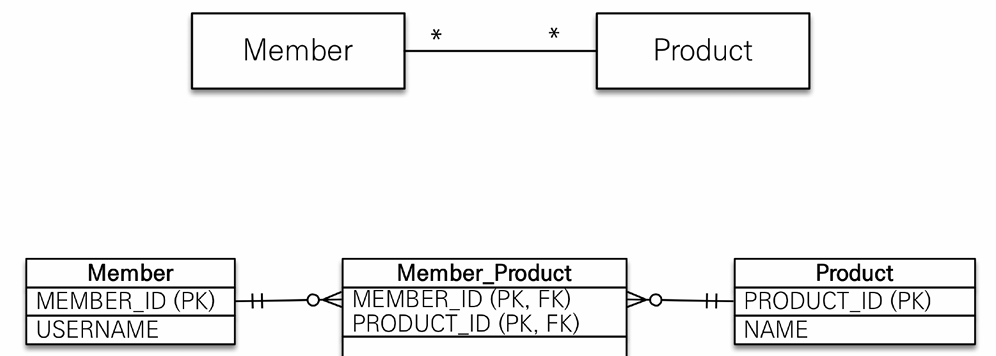 Member * * Product
Member
MEMBER_ID (PK)
USERNAME
Member_Product
MEMBER_ID (PK, FK)
PRODUCT_ID (PK, FK)
Product
PRODUCT_ID (PK)
NAME